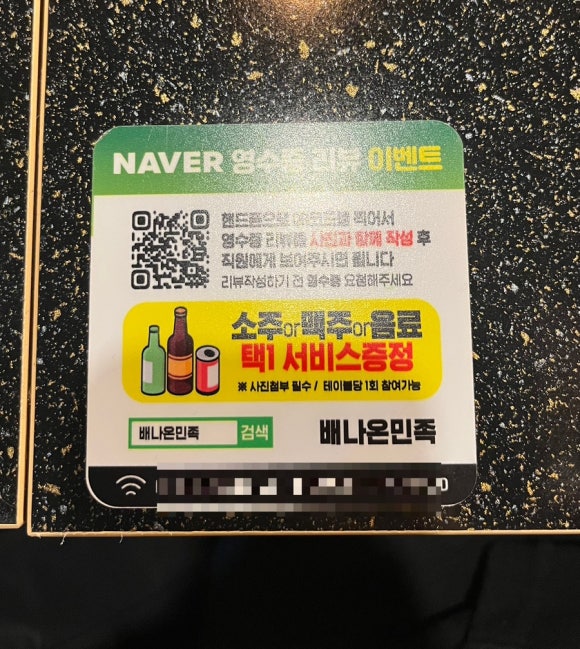 NAVER 영수증 리뷰 이벤트
핸드폰으로 QR코드를 찍어서
영수증 리뷰를 사진과 함께 작성 후
직원에게 보여주시면 됩니다
리뷰작성하기 전 영수증 요청해주세요
소주or맥주or음료
택1 서비스증정
※ 사진첨부 필수 / 테이블당 1회 참여가능
배나온민족 검색
배나온민족